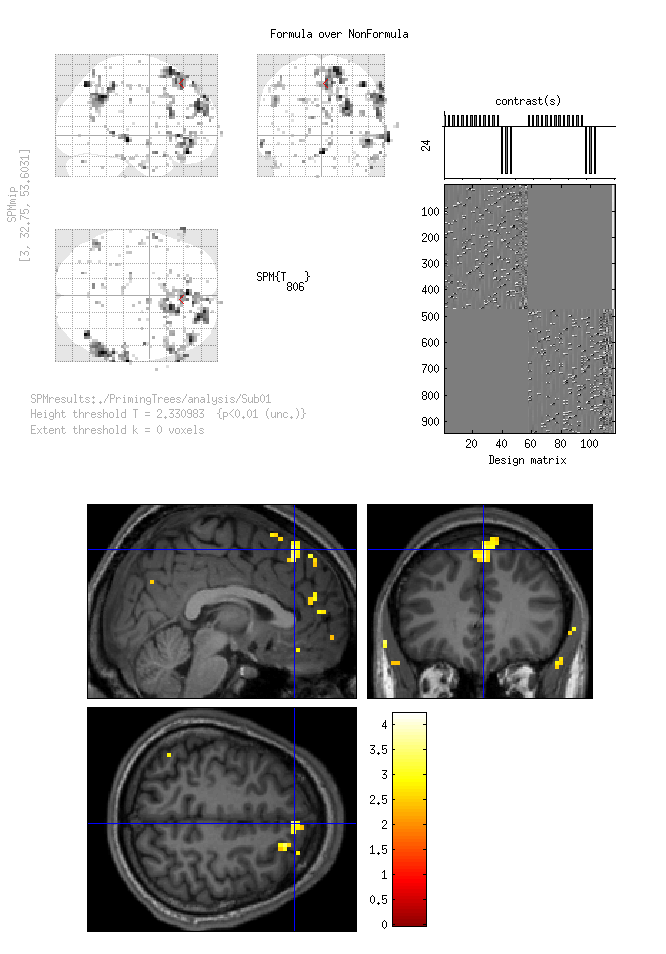 Formula over NonFormula
SPMmip
[3, 32.75, 53.6031]
SPM{T
806
}
contrast(s)
24
100
200
300
400
500
600
700
800
900
20 40 60 80 100
Design matrix
SPMresults:./PrimingTrees/analysis/Sub01
Height threshold T = 2.330983 {p<0.01 (unc.)}
Extent threshold k = 0 voxels
4
3.5
3
2.5
2
1.5
1
0.5
0